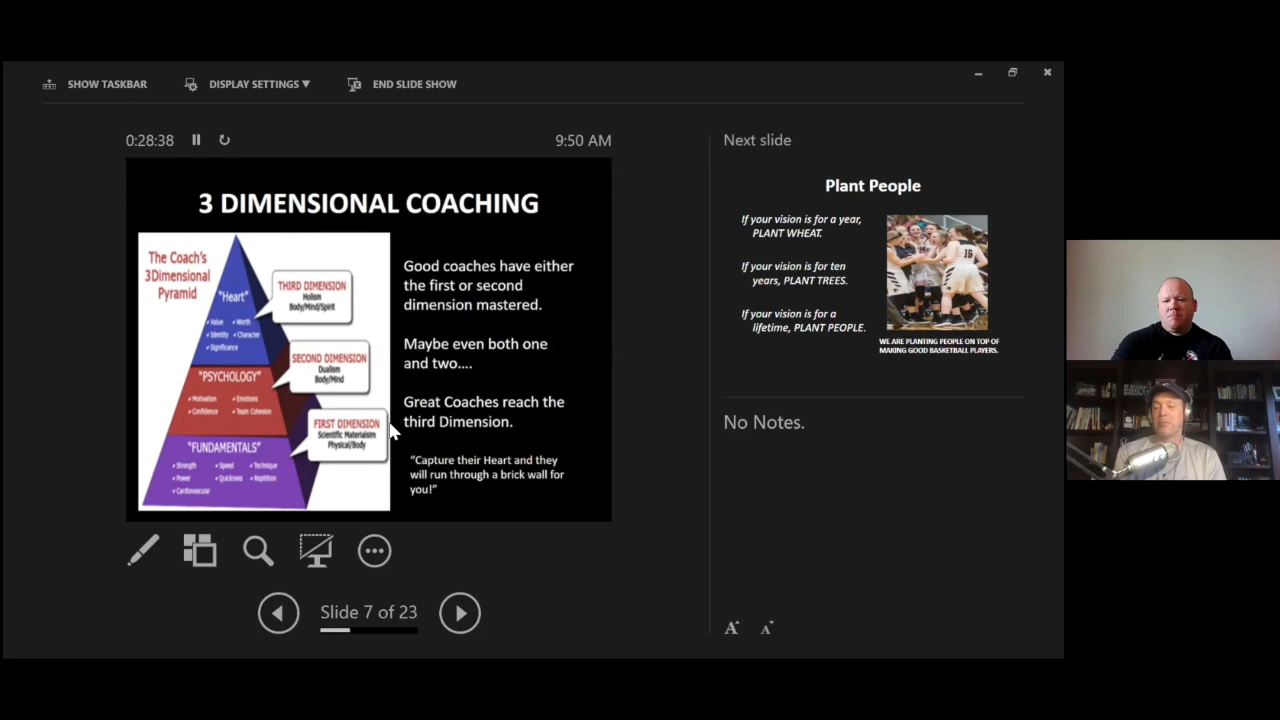 SHOW TASKBAR
DISPLAY SETTINGS ▼
END SLIDE SHOW
0:28:38
9:50 AM
3 DIMENSIONAL COACHING
The Coach's
3Dimensional
Pyramid
"Heart"
Value Worth
Identity Character
Significance
THIRD DIMENSION
Holism
Body/Mind/Spirit
"PSYCHOLOGY"
Motivation Emotions
Confidence Team Cohesion
SECOND DIMENSION
Dualism
Body/Mind
"FUNDAMENTALS"
Strength Speed Technique
Power Quickness Repitition
Cardiovascular
FIRST DIMENSION
Scientific Materialsim
Physical/Body
Good coaches have either
the first or second
dimension mastered.
Maybe even both one
and two....
Great Coaches reach the
third Dimension.
"Capture their Heart and they
will run through a brick wall for
you!"
Slide 7 of 23
Next slide
Plant People
If your vision is for a year,
PLANT WHEAT.
If your vision is for ten
years, PLANT TREES.
If your vision is for a
lifetime, PLANT PEOPLE.
15
WE ARE PLANTING PEOPLE ON TOP OF
MAKING GOOD BASKETBALL PLAYERS.
No Notes.
A A